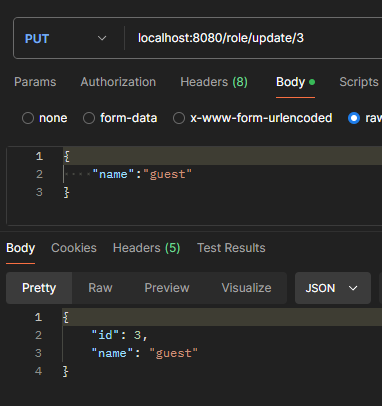 PUT localhost:8080/role/update/3
Params Authorization Headers (8) Body Scripts
none form-data x-www-form-urlencoded raw
1 {
2 "name":"guest"
3 }
Body Cookies Headers (5) Test Results
Pretty Raw Preview Visualize JSON
1 {
2 "id": 3,
3 "name": "guest"
4 }